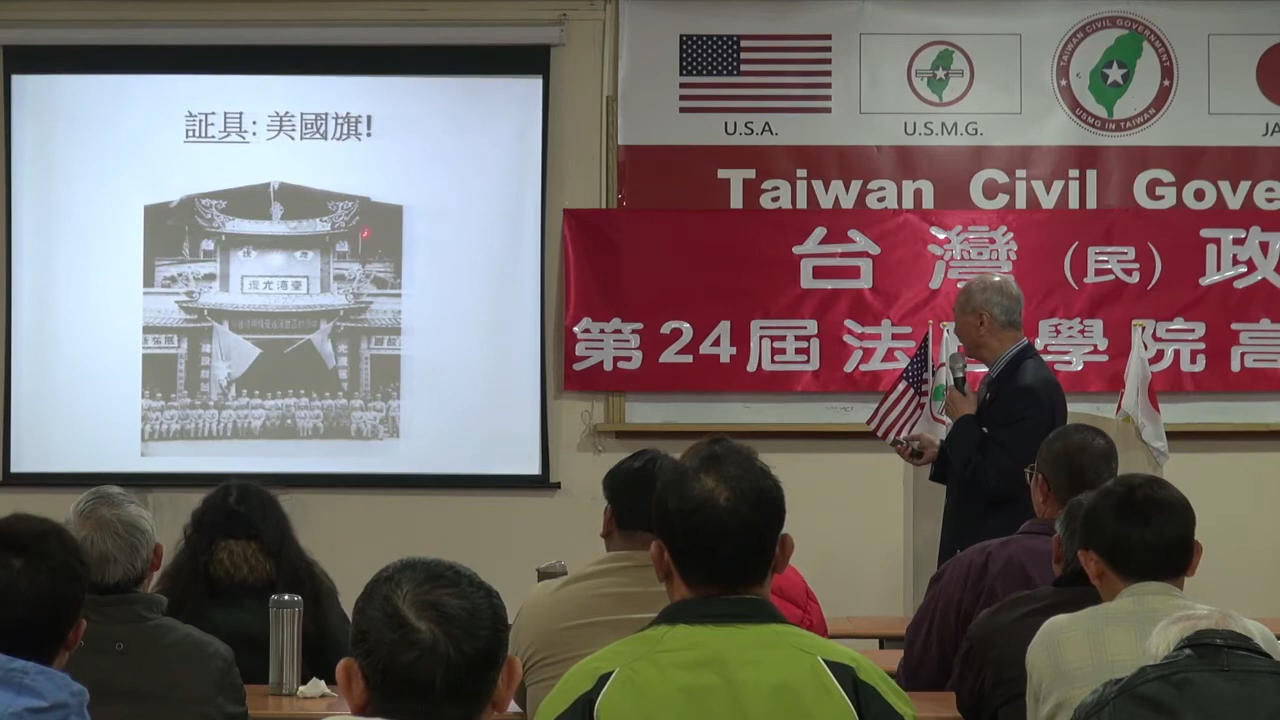 証具: 美國旗!
臺灣光復
U.S.A.
U.S.M.G.
TAIWAN CIVIL GOVERNMENT
USMG IN TAIWAN
JA
Taiwan Civil Gove
台灣(民)政
第24屆法 學院高